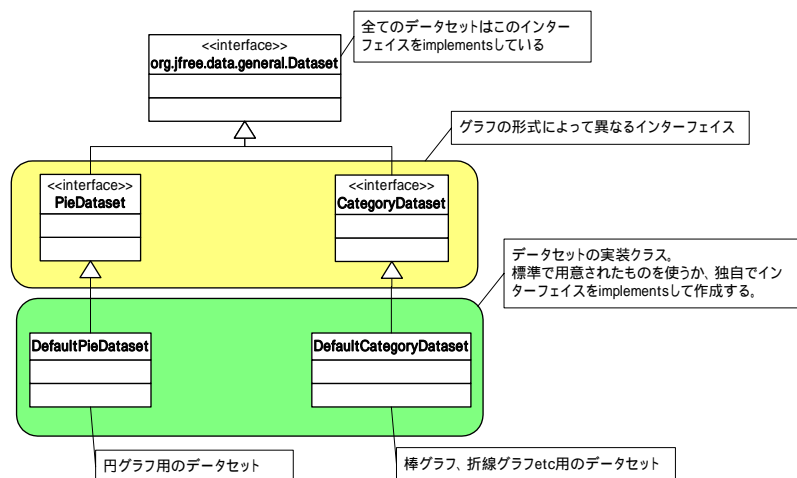 全てのデータセットはこのインター
フェイスをimplementsしている
<<interface>>
org.jfree.data.general.Dataset
グラフの形式によって異なるインターフェイス
<<interface>>
PieDataset
<<interface>>
CategoryDataset
データセットの実装クラス。
標準で用意されたものを使うか、独自でイン
ターフェイスをimplementsして作成する。
DefaultPieDataset
DefaultCategoryDataset
円グラフ用のデータセット
棒グラフ、折線グラフetc用のデータセット